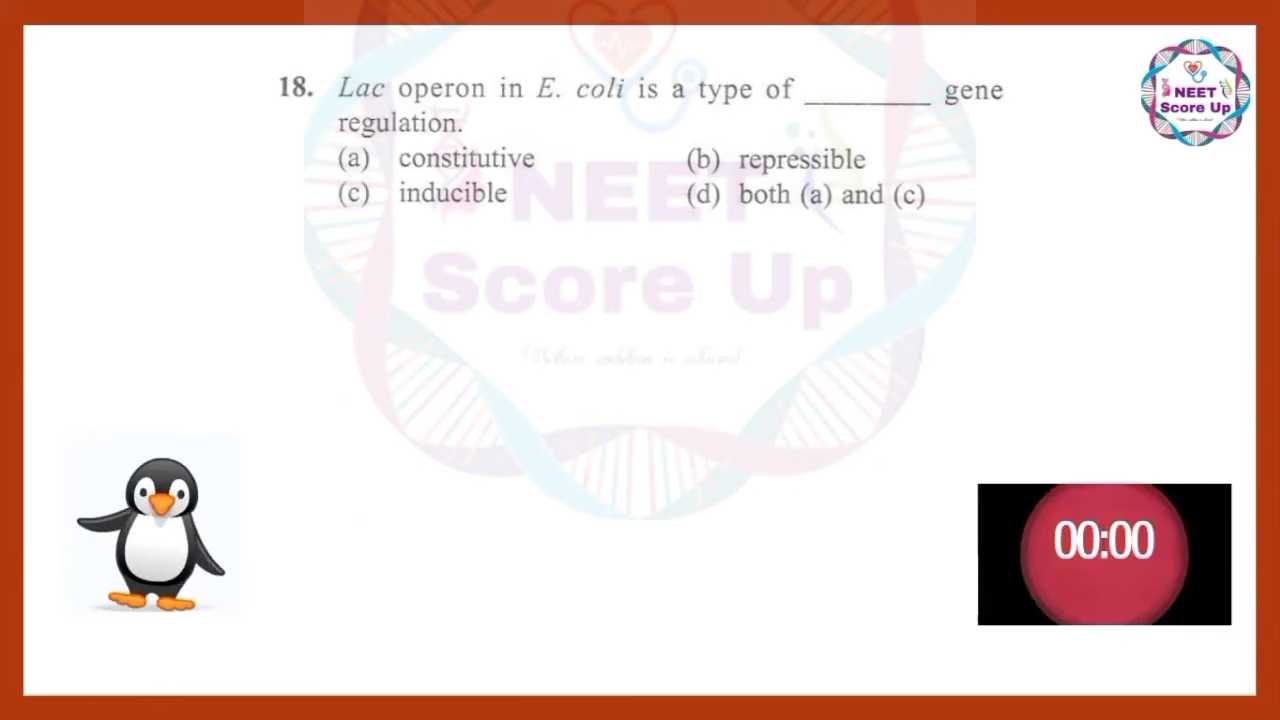 18. Lac operon in E. coli is a type of _________ gene
regulation.
(a) constitutive (b) repressible
(c) inducible (d) both (a) and (c)
NEET
Score Up
NEET
Score Up
00:00